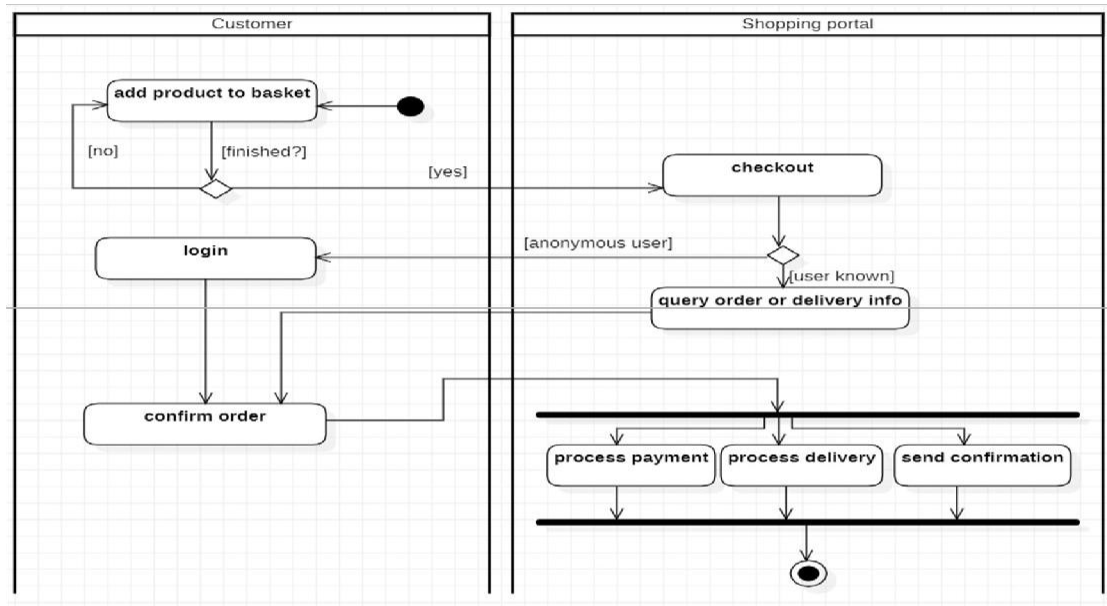 Customer
Shopping portal
add product to basket
[no]
[finished?]
[yes]
checkout
login
[anonymous user]
[user known]
query order or delivery info
confirm order
process payment
process delivery
send confirmation